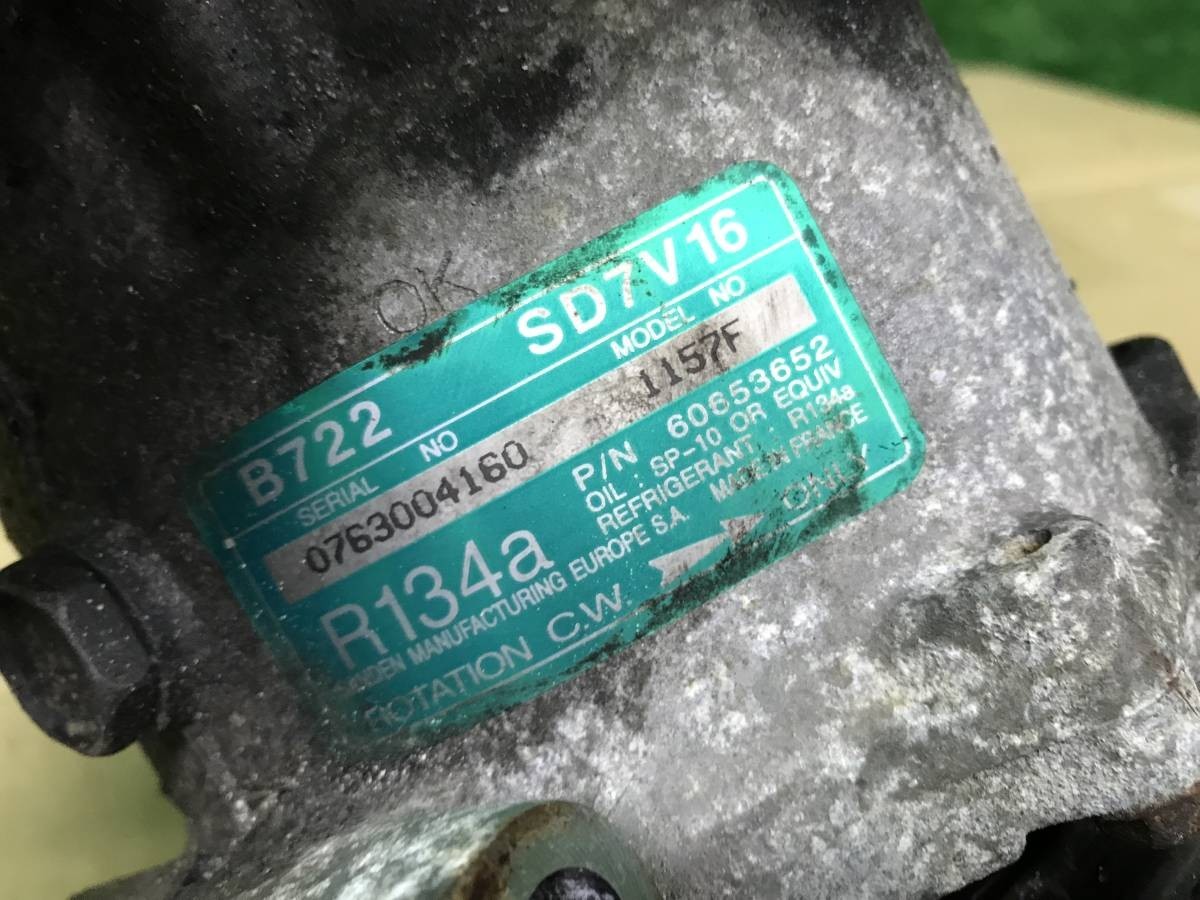 OK
B722 SD7V16
SERIAL NO MODEL NO
0763004160 1157F
P/N 60653652
OIL : SP-10 OR EQUIV
R134a REFRIGERANT : R134a
SANDEN MANUFACTURING EUROPE S.A. MADE IN FRANCE
ROTATION C.W. ONLY